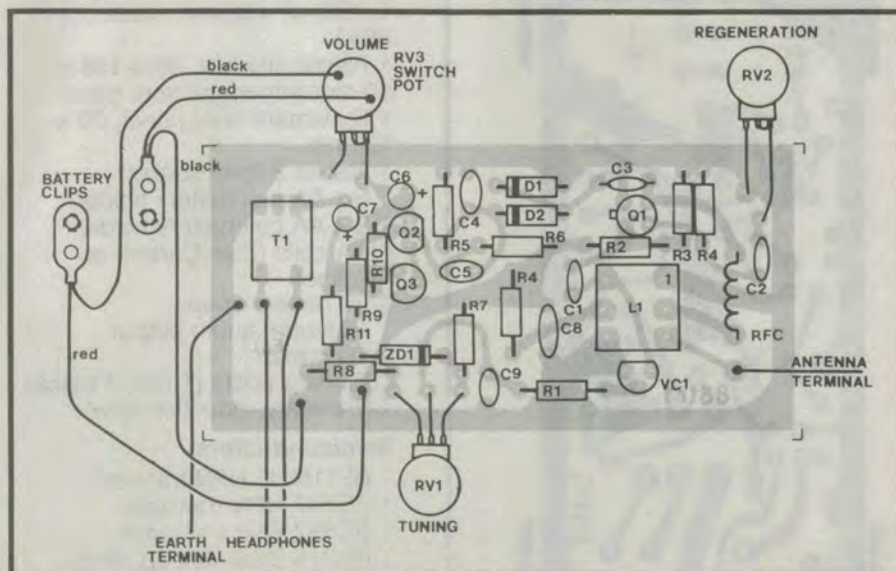 VOLUME
REGENERATION
RV3
SWITCH
POT
RV2
black
red
black
BATTERY
CLIPS
T1
C7
C6
+
+
Q2
Q3
R10
R9
R11
R5
C4
D1
D2
R6
C5
C3
Q1
R2
R3
R4
C2
R4
R7
C1
C8
L1
1
RFC
red
ZD1
R8
C9
R1
VC1
ANTENNA
TERMINAL
RV1
TUNING
EARTH
TERMINAL
HEADPHONES